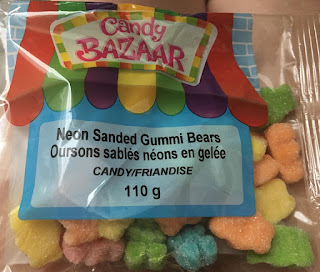 Candy
BAZAAR
Neon Sanded Gummi Bears
Oursons sablés néons en gelée
CANDY/FRIANDISE
110 g